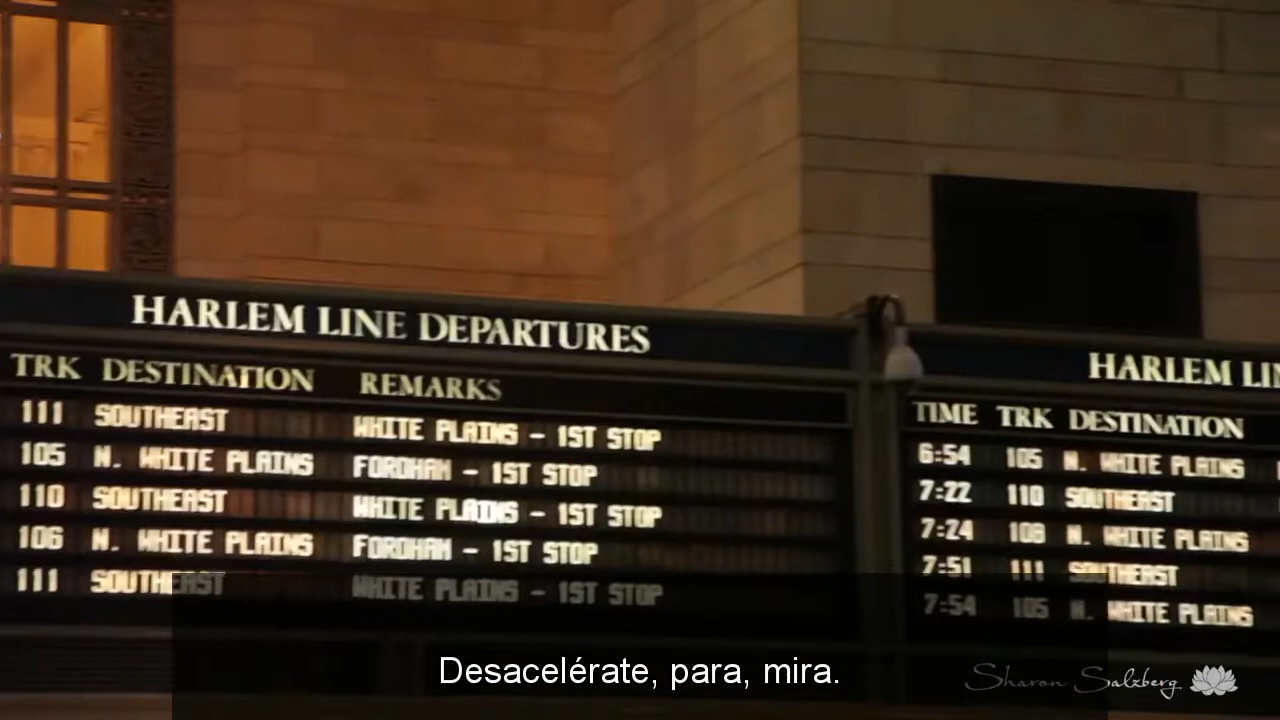 HARLEM LINE DEPARTURES
TRK DESTINATION REMARKS
111 SOUTHEAST WHITE PLAINS - 1ST STOP
105 N. WHITE PLAINS FORDHAM - 1ST STOP
110 SOUTHEAST WHITE PLAINS - 1ST STOP
106 N. WHITE PLAINS FORDHAM - 1ST STOP
111 SOUTHEAST WHITE PLAINS - 1ST STOP
HARLEM LIN
TIME TRK DESTINATION
6:54 105 N. WHITE PLAINS
7:22 110 SOUTHEAST
7:24 108 N. WHITE PLAINS
7:51 111 SOUTHEAST
7:54 105 N. WHITE PLAINS
Desacelérate, para, mira.
Sharon Salzberg